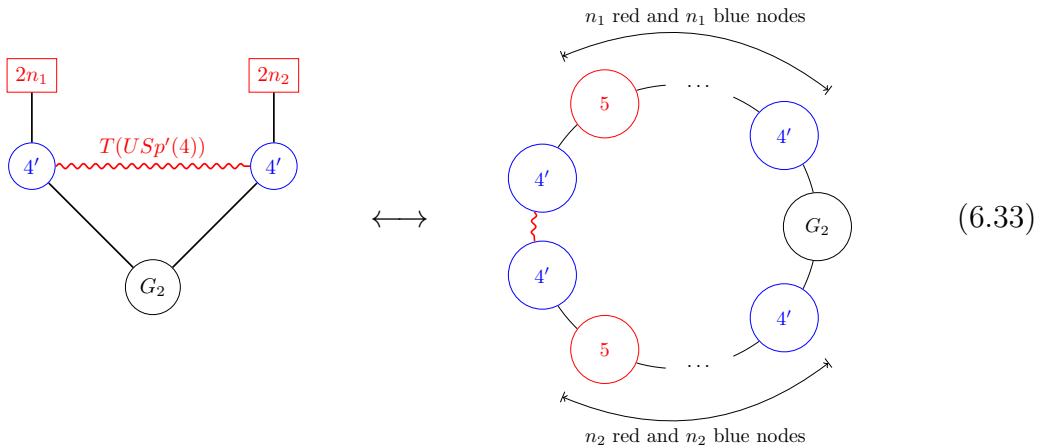 n₁ red and n₁ blue nodes
2n₁
2n₂
5
...
4′
T(USp′(4))
4′
4′
4′
⟷
G₂
(6.33)
4′
G₂
4′
5
...
n₂ red and n₂ blue nodes